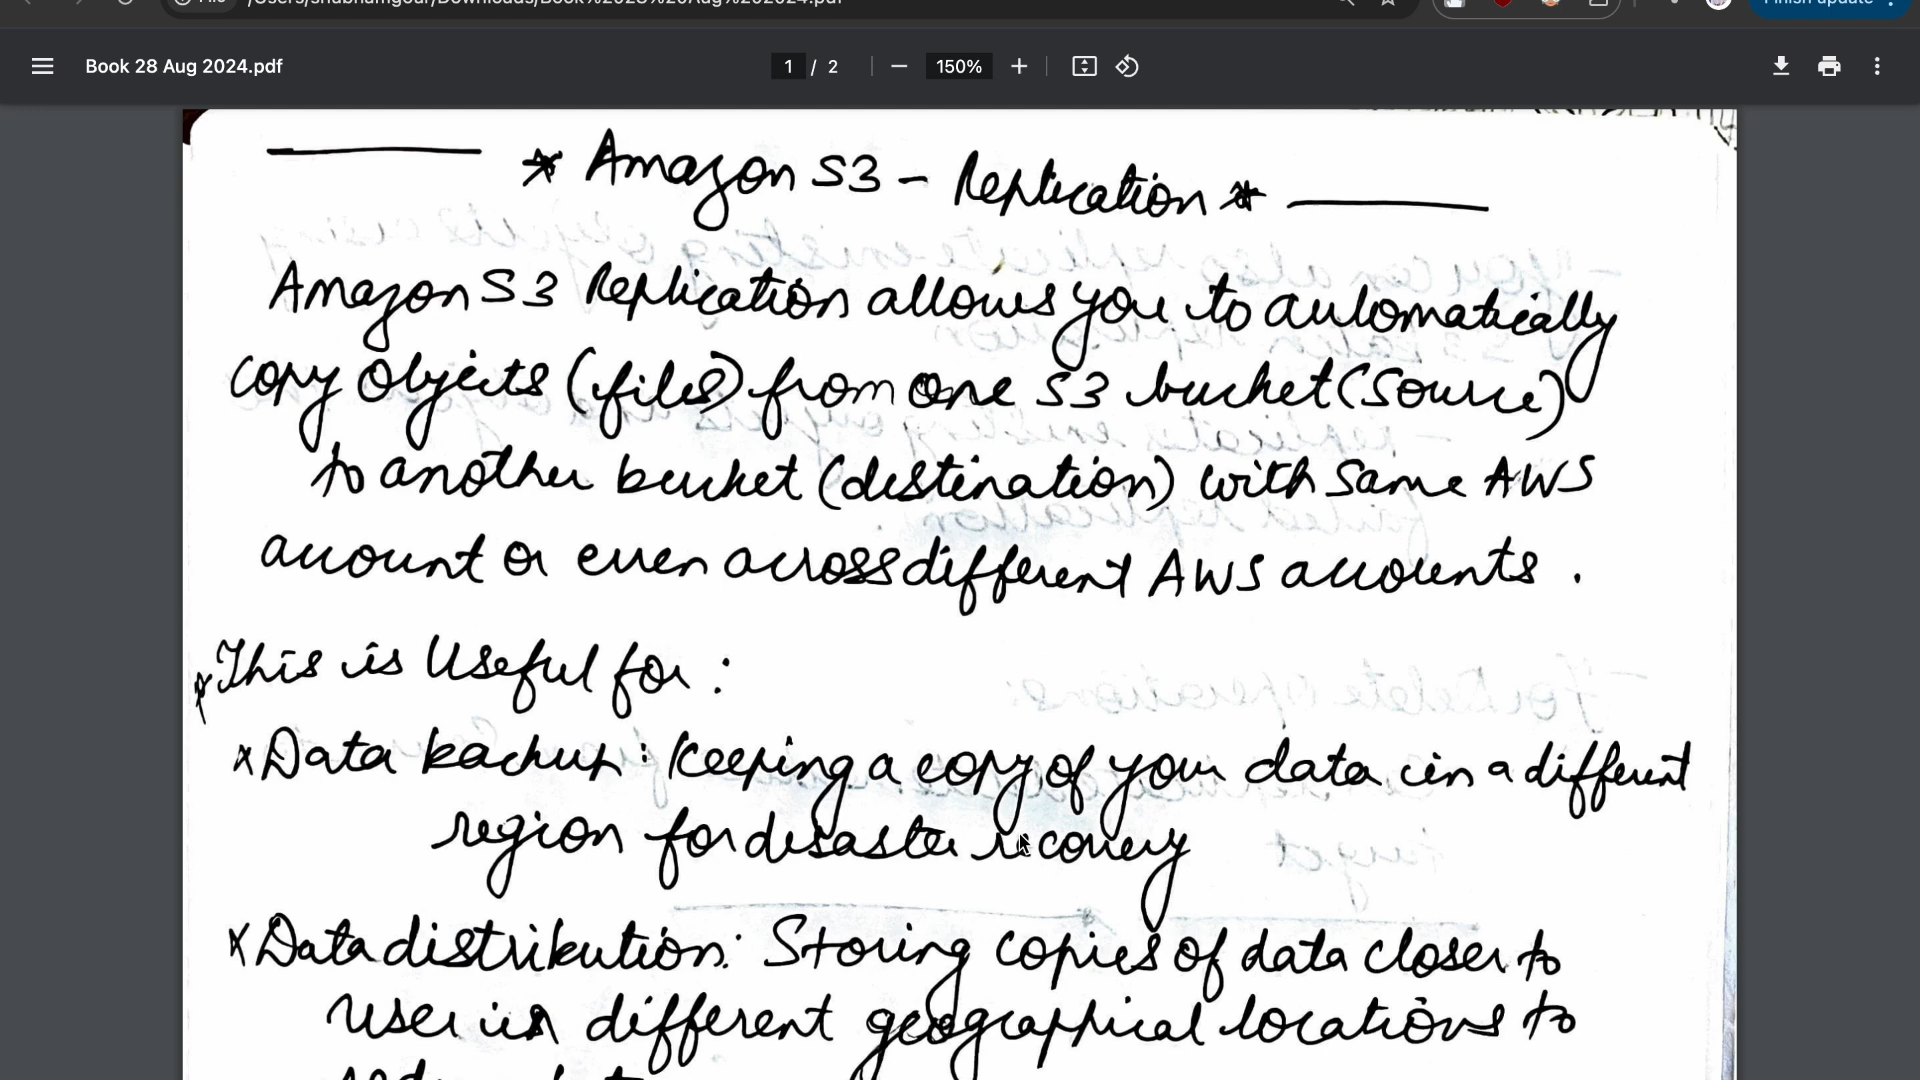 Book 28 Aug 2024.pdf
1 / 2
150%
Finish update
* Amazon S3 - Replication *
Amazon S3 Replication allows you to automatically
copy objects (files) from one S3 bucket (source)
to another bucket (destination) with same AWS
account or even across different AWS accounts.
* This is Useful for:
* Data backup: Keeping a copy of your data in a different
region for disaster recovery
* Data distribution: Storing copies of data closer to
user in different geographical locations to